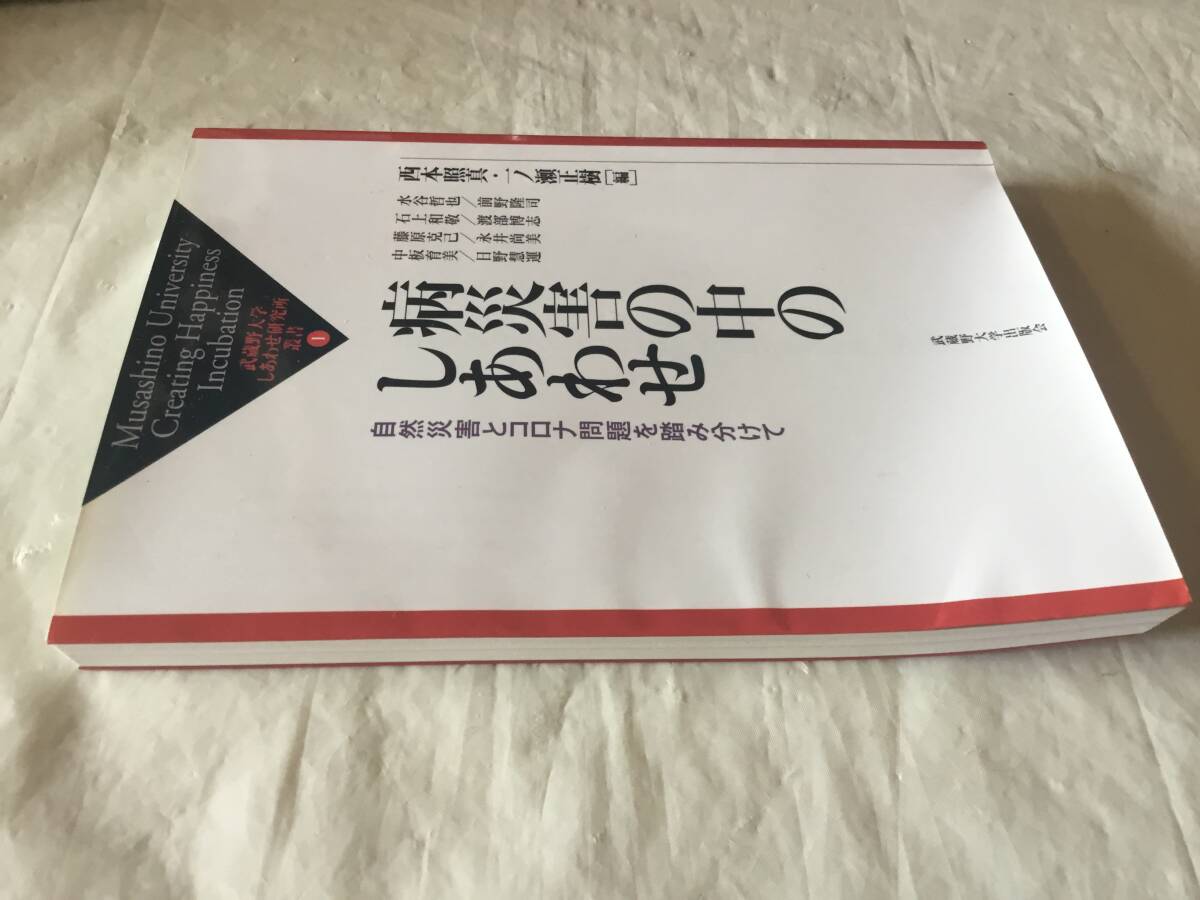 Musashino University
Creating Happiness
Incubation
武蔵野大学
しあわせ研究所
叢書
1
西本照真・一ノ瀬正樹[編]
水谷哲也/前野隆司
石上和敬/渡部博志
藤原克己/永井尚美
中板育美/日野慧運
病災害の中の
しあわせ
自然災害とコロナ問題を踏み分けて
武蔵野大学出版会